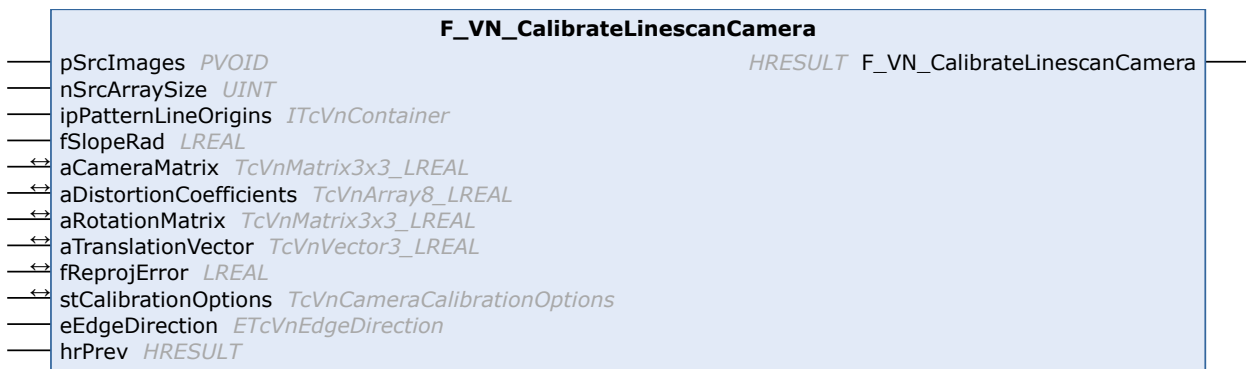 F_VN_CalibrateLinescanCamera
pSrcImages PVOID HRESULT F_VN_CalibrateLinescanCamera
nSrcArraySize UINT
ipPatternLineOrigins ITcVnContainer
fSlopeRad LREAL
aCameraMatrix TcVnMatrix3x3_LREAL
aDistortionCoefficients TcVnArray8_LREAL
aRotationMatrix TcVnMatrix3x3_LREAL
aTranslationVector TcVnVector3_LREAL
fReprojError LREAL
stCalibrationOptions TcVnCameraCalibrationOptions
eEdgeDirection ETcVnEdgeDirection
hrPrev HRESULT